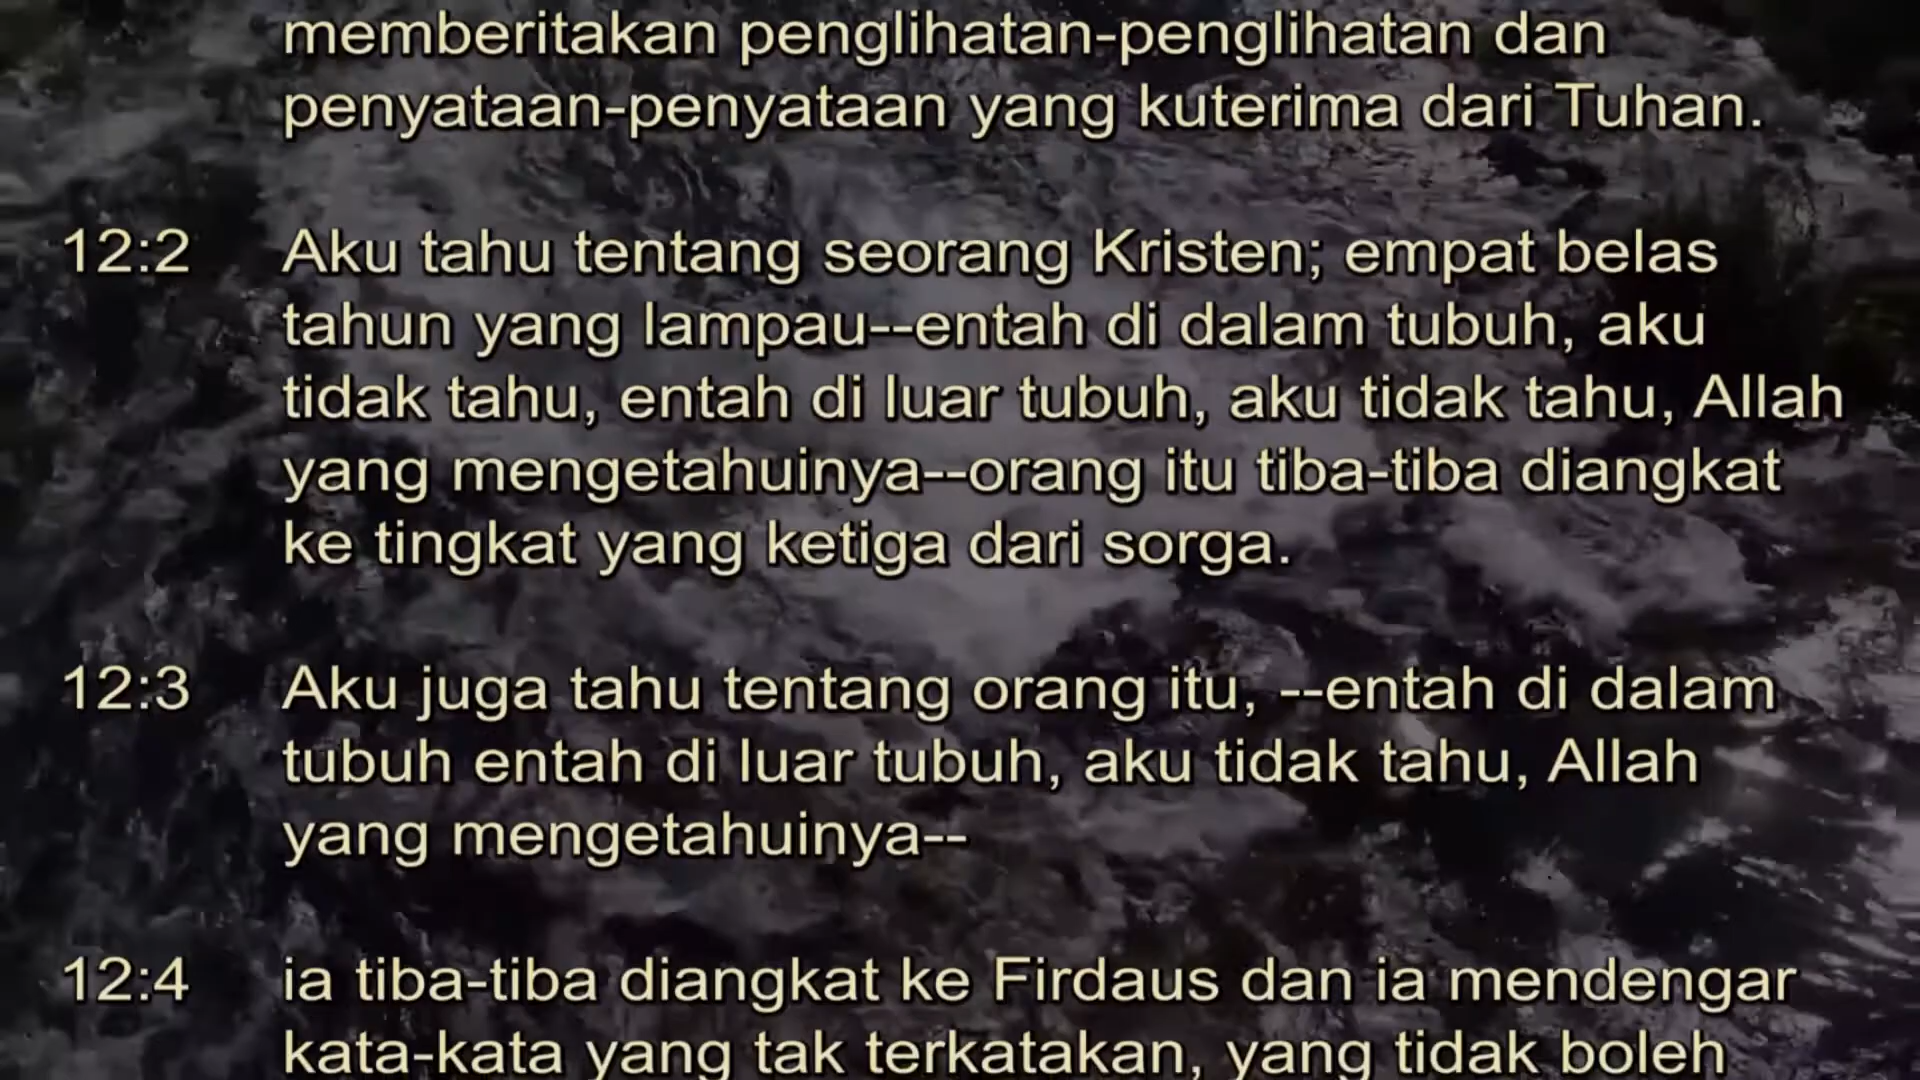 memberitakan penglihatan-penglihatan dan
penyataan-penyataan yang kuterima dari Tuhan.
12:2 Aku tahu tentang seorang Kristen; empat belas
tahun yang lampau--entah di dalam tubuh, aku
tidak tahu, entah di luar tubuh, aku tidak tahu, Allah
yang mengetahuinya--orang itu tiba-tiba diangkat
ke tingkat yang ketiga dari sorga.
12:3 Aku juga tahu tentang orang itu, --entah di dalam
tubuh entah di luar tubuh, aku tidak tahu, Allah
yang mengetahuinya--
12:4 ia tiba-tiba diangkat ke Firdaus dan ia mendengar
kata-kata yang tak terkatakan, yang tidak boleh